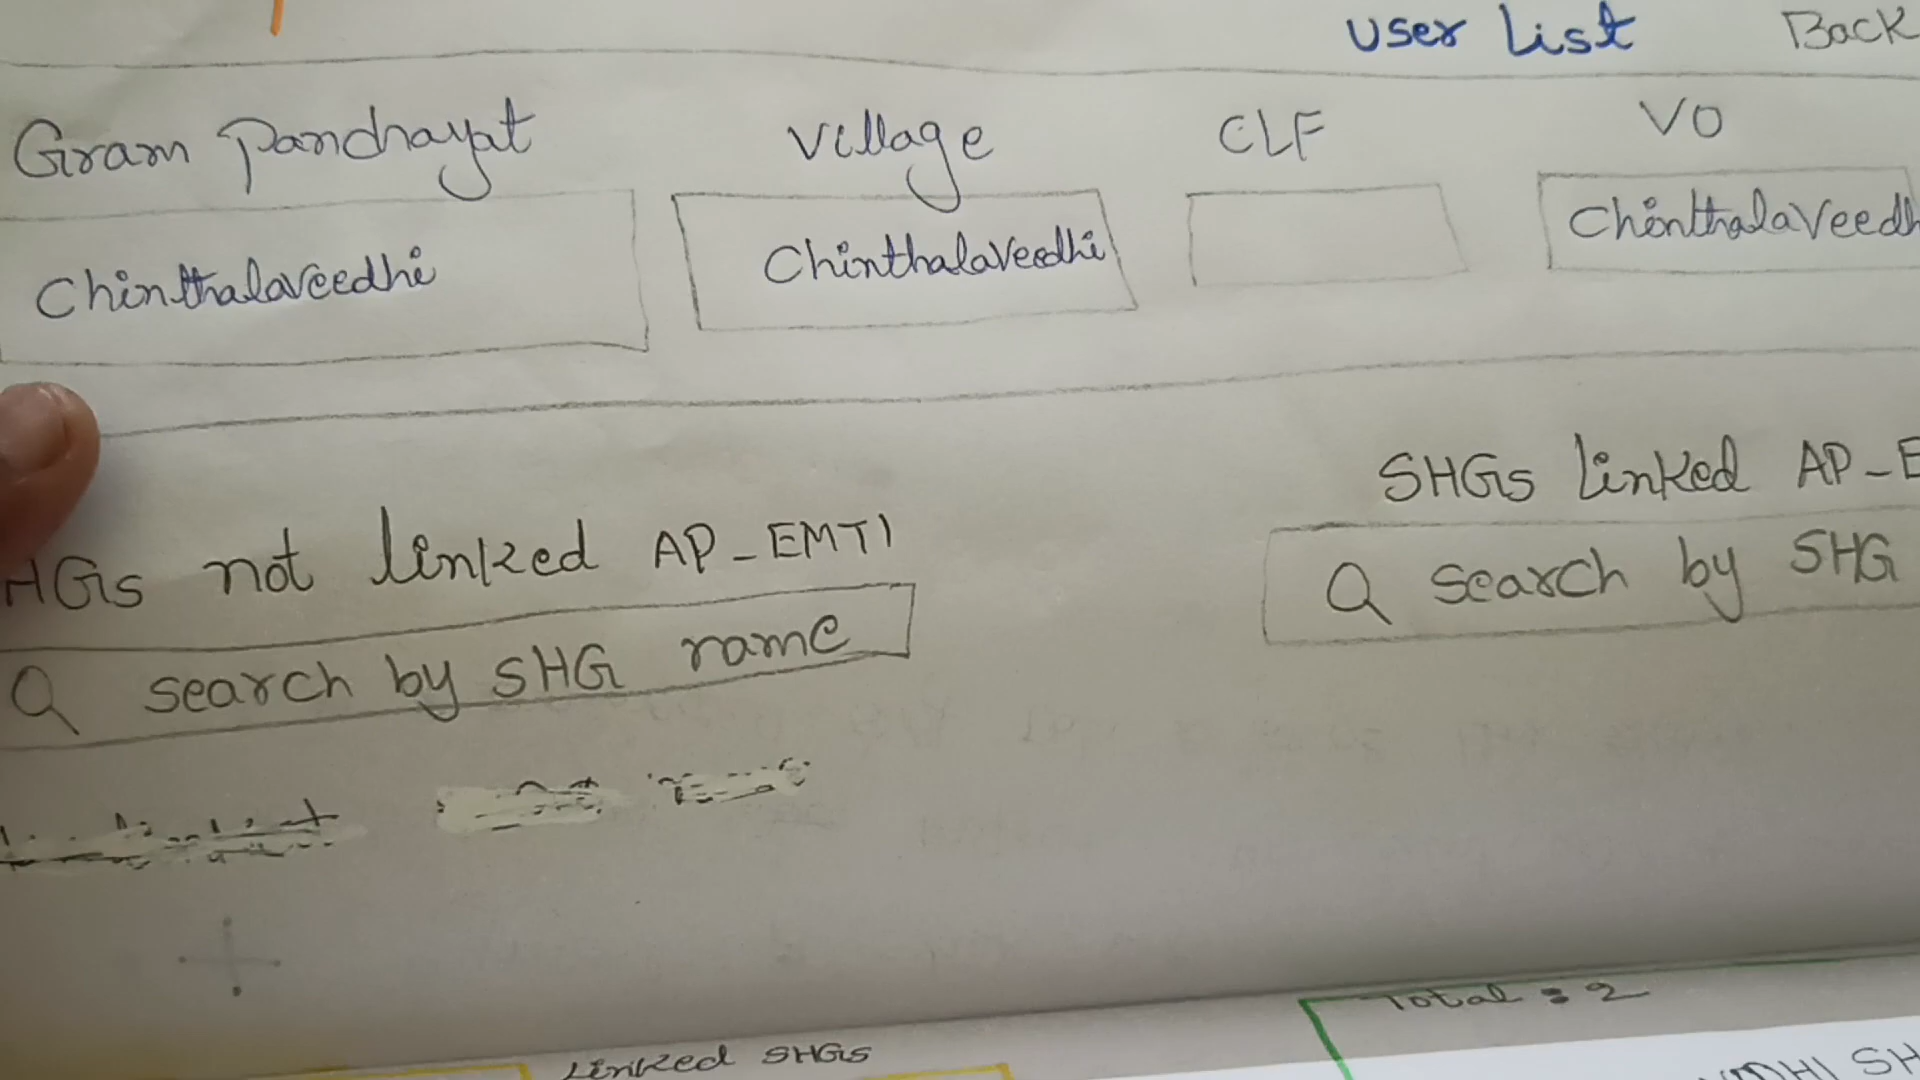 User List Back
Gram Panchayat Village CLF VO
Chinthalaveedhi Chinthalaveedhi Chinthalaveedh
SHGs linked AP-E
HGs not linked AP-EMT1
Search by SHG
search by SHG name
Total : 2
Linked SHGs